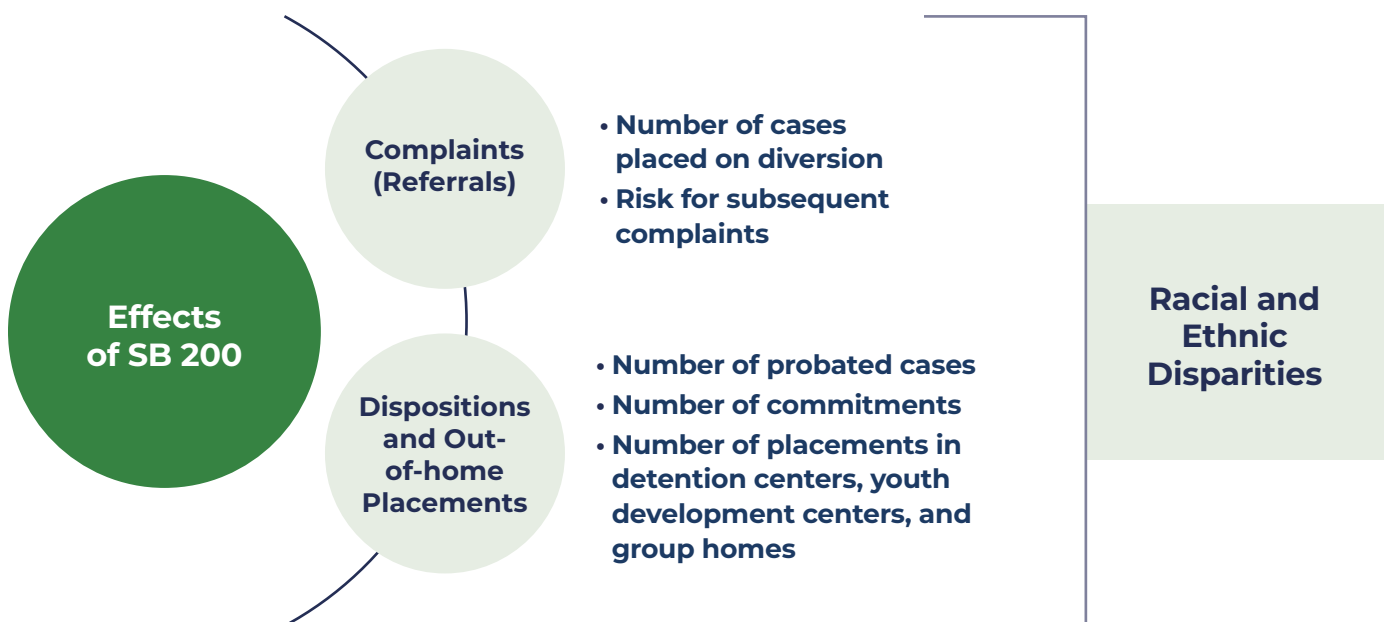 Effects
of SB 200
Complaints
(Referrals)
• Number of cases
placed on diversion
• Risk for subsequent
complaints
Dispositions
and Out-
of-home
Placements
• Number of probated cases
• Number of commitments
• Number of placements in
detention centers, youth
development centers, and
group homes
Racial and
Ethnic
Disparities